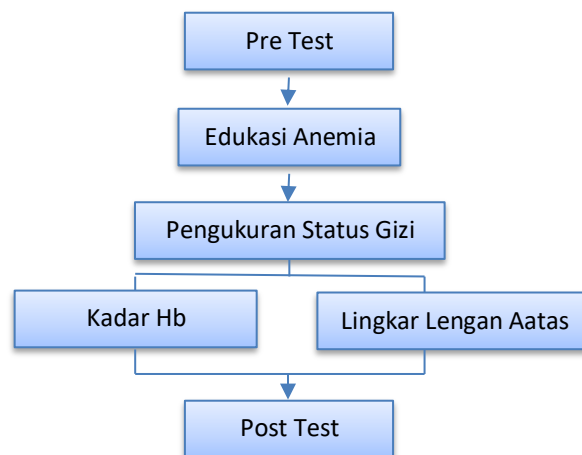 Pre Test
Edukasi Anemia
Pengukuran Status Gizi
Kadar Hb
Lingkar Lengan Aatas
Post Test